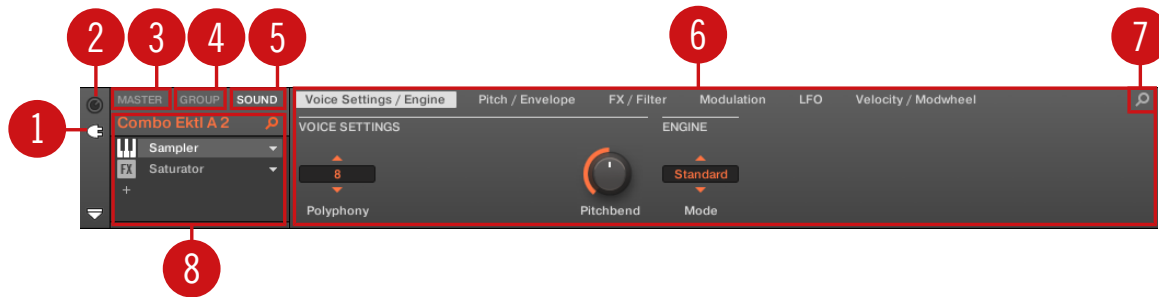 2 3 4 5 6 7
MASTER GROUP SOUND Voice Settings / Engine Pitch / Envelope FX / Filter Modulation LFO Velocity / Modwheel
1 Combo Ektl A 2 VOICE SETTINGS ENGINE
Sampler
FX Saturator 8 Standard
+
Polyphony Pitchbend Mode
8